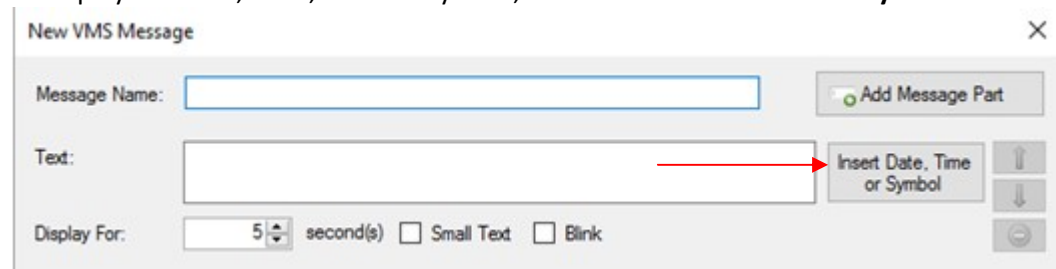 New VMS Message
Message Name:
Add Message Part
Text:
Insert Date, Time
or Symbol
Display For:
5
second(s)
Small Text
Blink